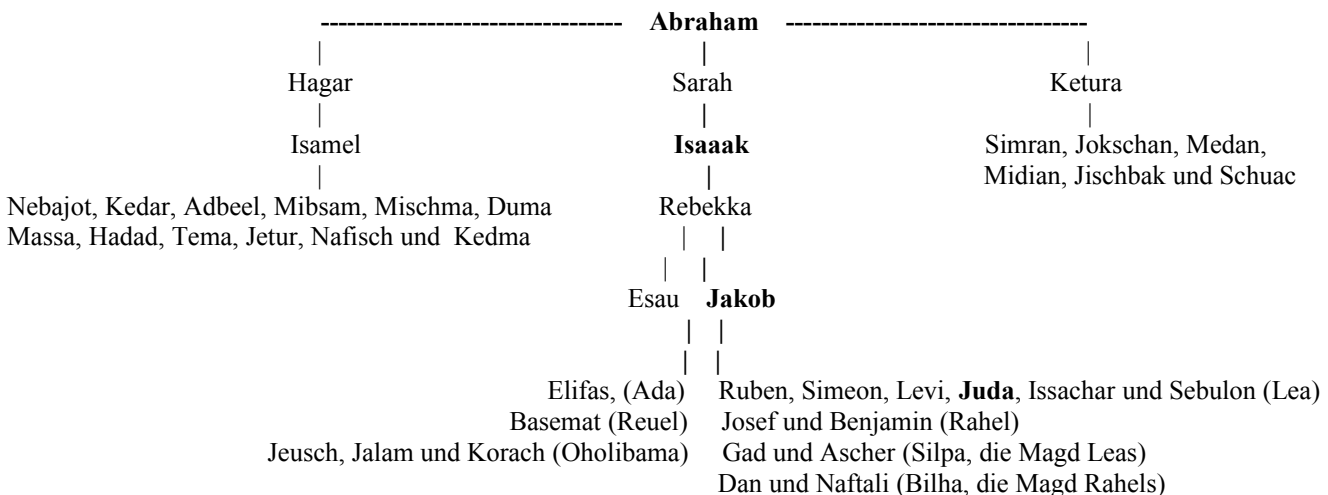 ---------------------------------- Abraham ----------------------------------
Hagar Sarah Ketura
Isamel Isaaak Simran, Jokschan, Medan,
Midian, Jischbak und Schuac
Nebajot, Kedar, Adbeel, Mibsam, Mischma, Duma Rebekka
Massa, Hadad, Tema, Jetur, Nafisch und Kedma
Esau Jakob
Elifas, (Ada) Ruben, Simeon, Levi, Juda, Issachar und Sebulon (Lea)
Basemat (Reuel) Josef und Benjamin (Rahel)
Jeusch, Jalam und Korach (Oholibama) Gad und Ascher (Silpa, die Magd Leas)
Dan und Naftali (Bilha, die Magd Rahels)